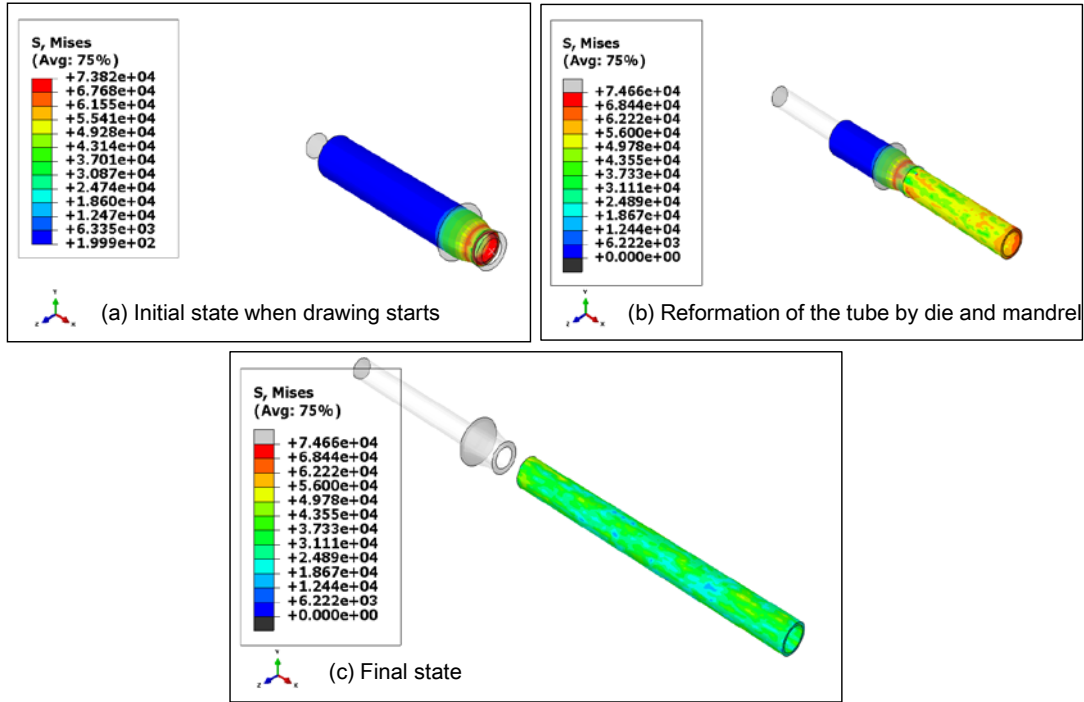 S, Mises
(Avg: 75%)
+7.382e+04
+6.768e+04
+6.155e+04
+5.541e+04
+4.928e+04
+4.314e+04
+3.701e+04
+3.087e+04
+2.474e+04
+1.860e+04
+1.247e+04
+6.335e+03
+1.999e+02
Y
Z
X
(a) Initial state when drawing starts
S, Mises
(Avg: 75%)
+7.466e+04
+6.844e+04
+6.222e+04
+5.600e+04
+4.978e+04
+4.355e+04
+3.733e+04
+3.111e+04
+2.489e+04
+1.867e+04
+1.244e+04
+6.222e+03
+0.000e+00
Y
Z
X
(b) Reformation of the tube by die and mandrel
S, Mises
(Avg: 75%)
+7.466e+04
+6.844e+04
+6.222e+04
+5.600e+04
+4.978e+04
+4.355e+04
+3.733e+04
+3.111e+04
+2.489e+04
+1.867e+04
+1.244e+04
+6.222e+03
+0.000e+00
Y
Z
X
(c) Final state